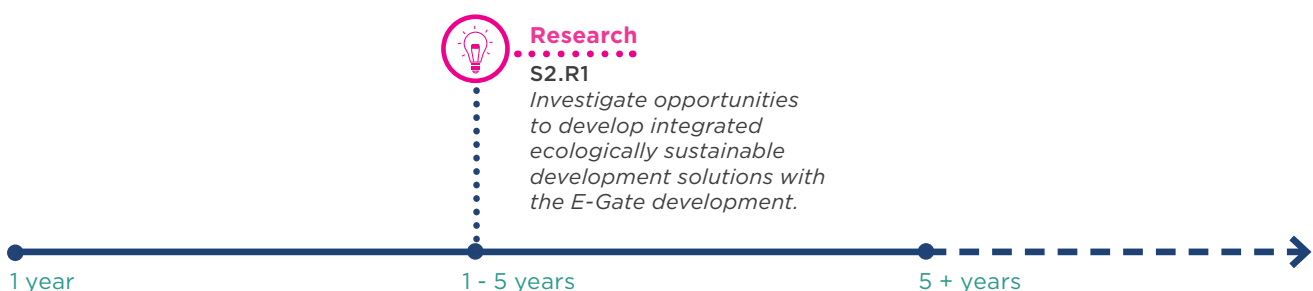 Research
S2.R1
Investigate opportunities
to develop integrated
ecologically sustainable
development solutions with
the E-Gate development.
1 year
1 - 5 years
5 + years